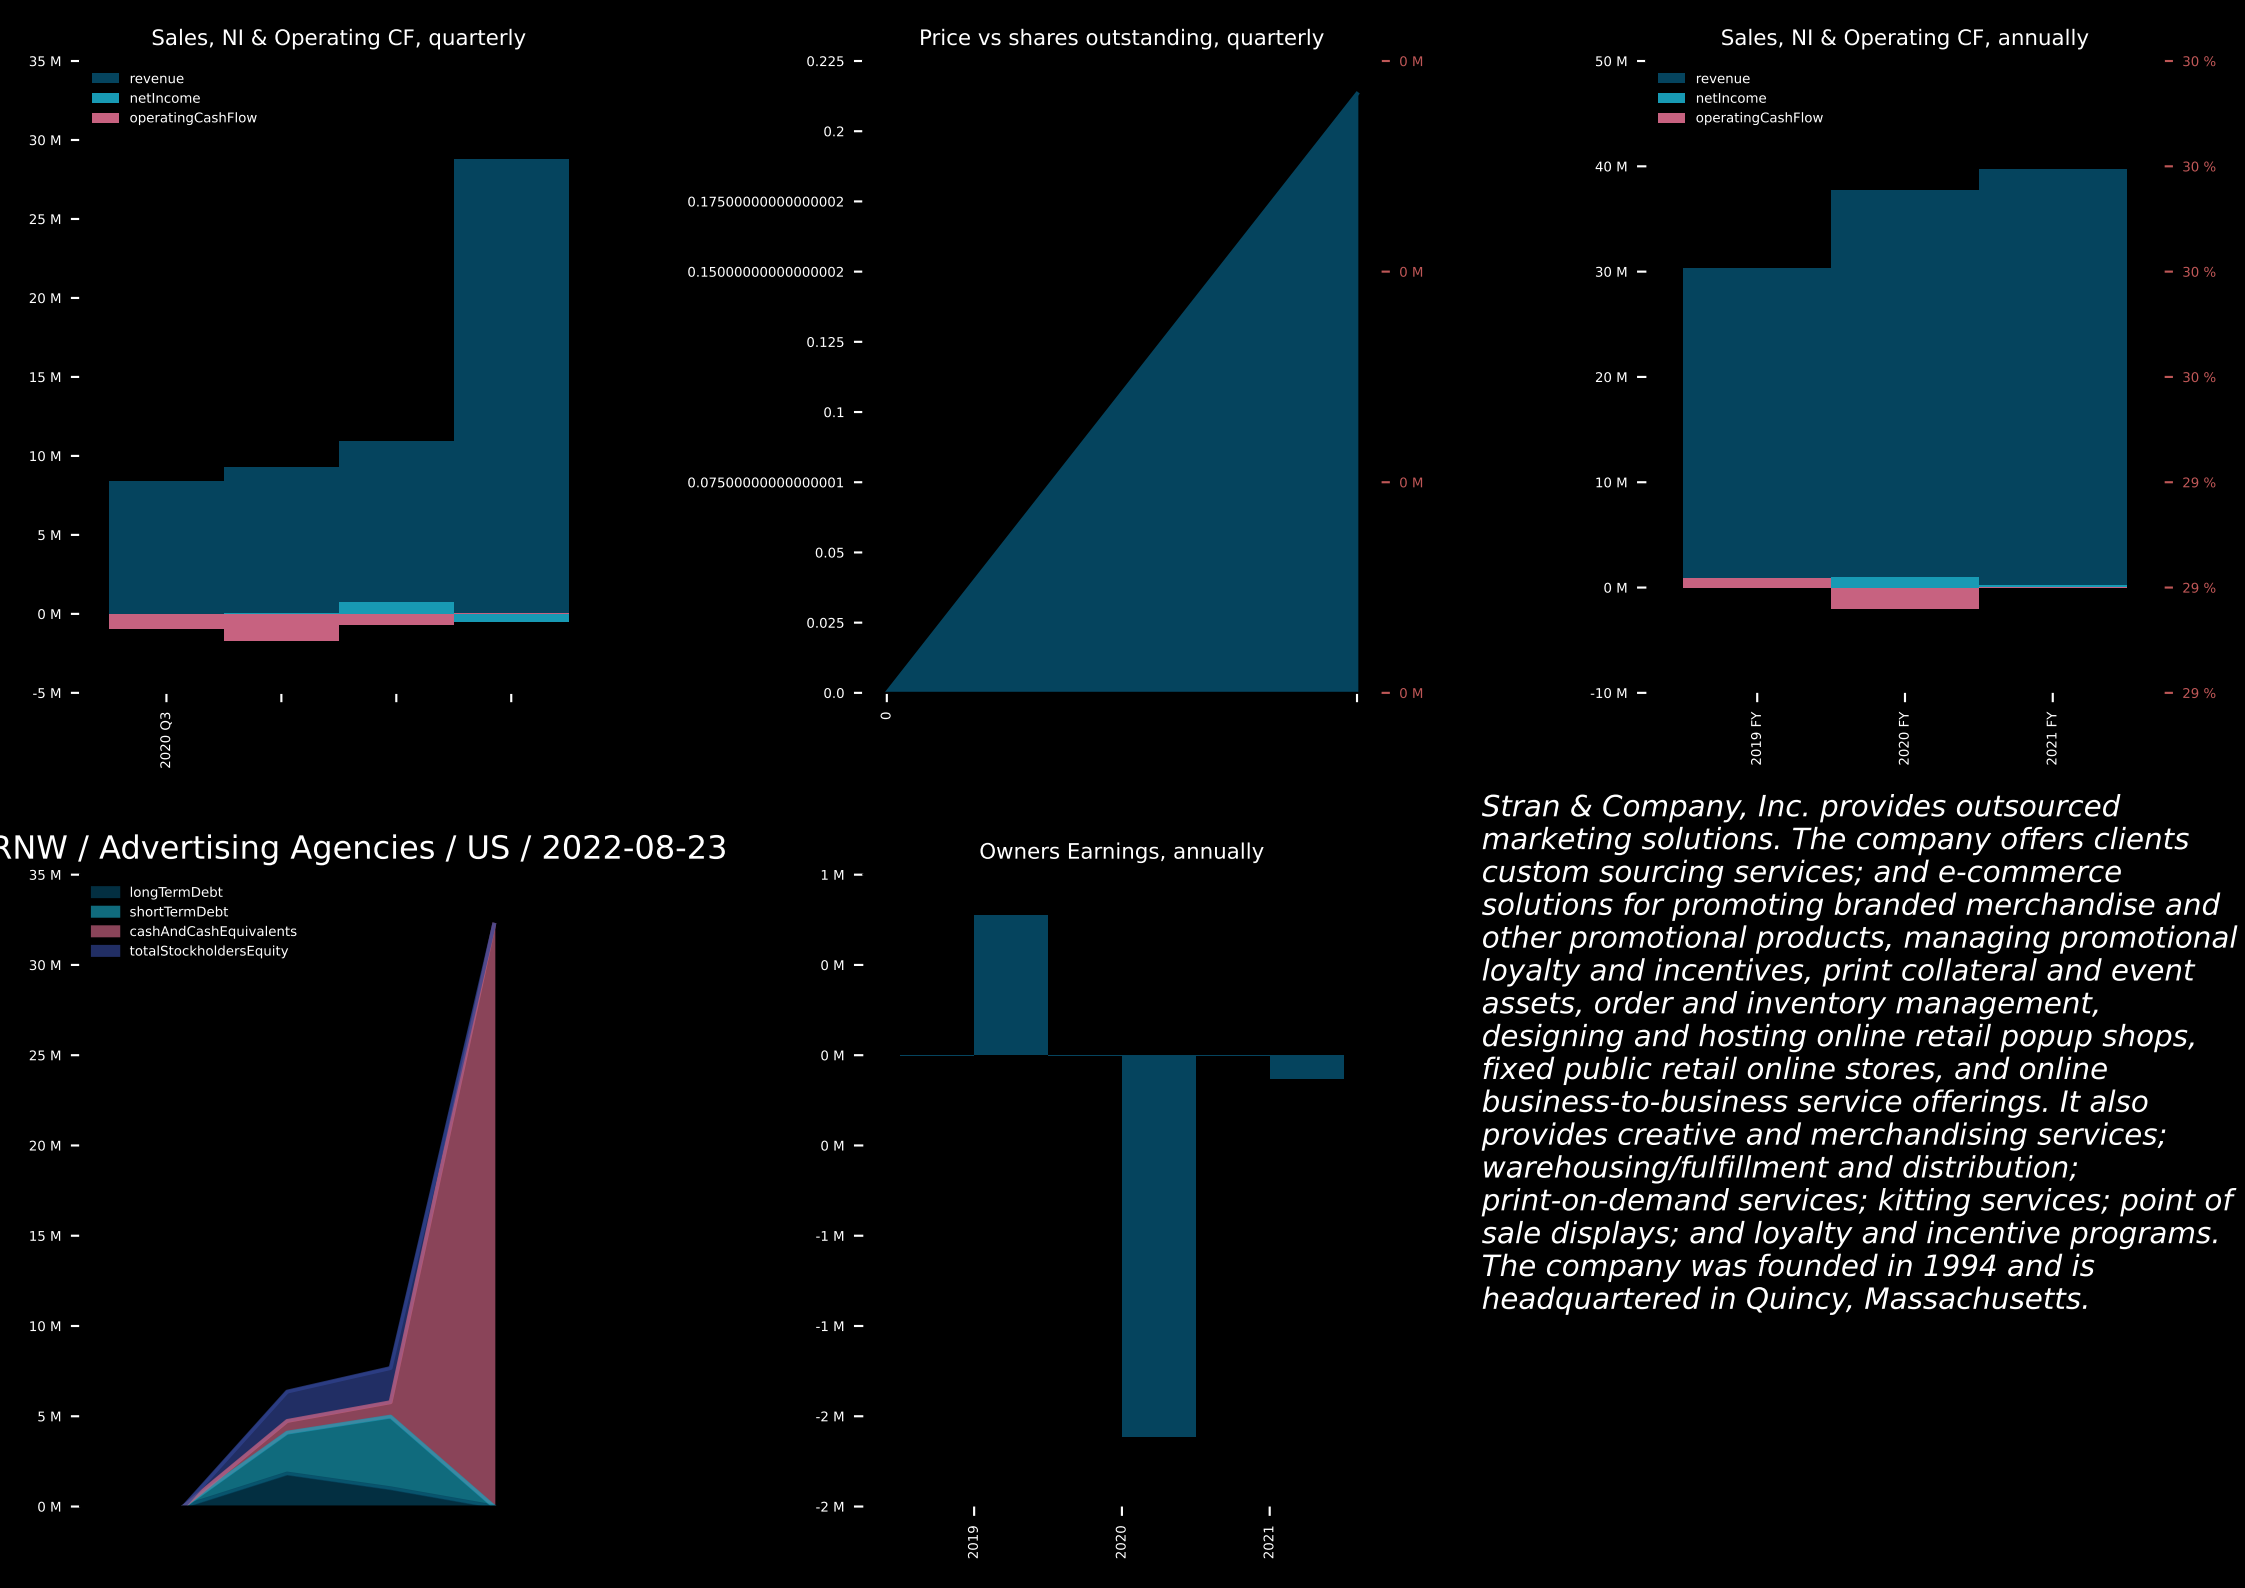 Sales, NI & Operating CF, quarterly
35 M
30 M
25 M
20 M
15 M
10 M
5 M
0 M
-5 M
revenue
netIncome
operatingCashFlow
2020 Q3
Price vs shares outstanding, quarterly
0.225
0.2
0.17500000000000002
0.15000000000000002
0.125
0.1
0.07500000000000001
0.05
0.025
0.0
0 M
0 M
0 M
0 M
0
Sales, NI & Operating CF, annually
50 M
40 M
30 M
20 M
10 M
0 M
-10 M
revenue
netIncome
operatingCashFlow
30 %
30 %
30 %
30 %
29 %
29 %
29 %
2019 FY
2020 FY
2021 FY
RNW / Advertising Agencies / US / 2022-08-23
35 M
30 M
25 M
20 M
15 M
10 M
5 M
0 M
longTermDebt
shortTermDebt
cashAndCashEquivalents
totalStockholdersEquity
Owners Earnings, annually
1 M
0 M
0 M
0 M
-1 M
-1 M
-2 M
-2 M
2019
2020
2021
Stran & Company, Inc. provides outsourced
marketing solutions. The company offers clients
custom sourcing services; and e-commerce
solutions for promoting branded merchandise and
other promotional products, managing promotional
loyalty and incentives, print collateral and event
assets, order and inventory management,
designing and hosting online retail popup shops,
fixed public retail online stores, and online
business-to-business service offerings. It also
provides creative and merchandising services;
warehousing/fulfillment and distribution;
print-on-demand services; kitting services; point of
sale displays; and loyalty and incentive programs.
The company was founded in 1994 and is
headquartered in Quincy, Massachusetts.